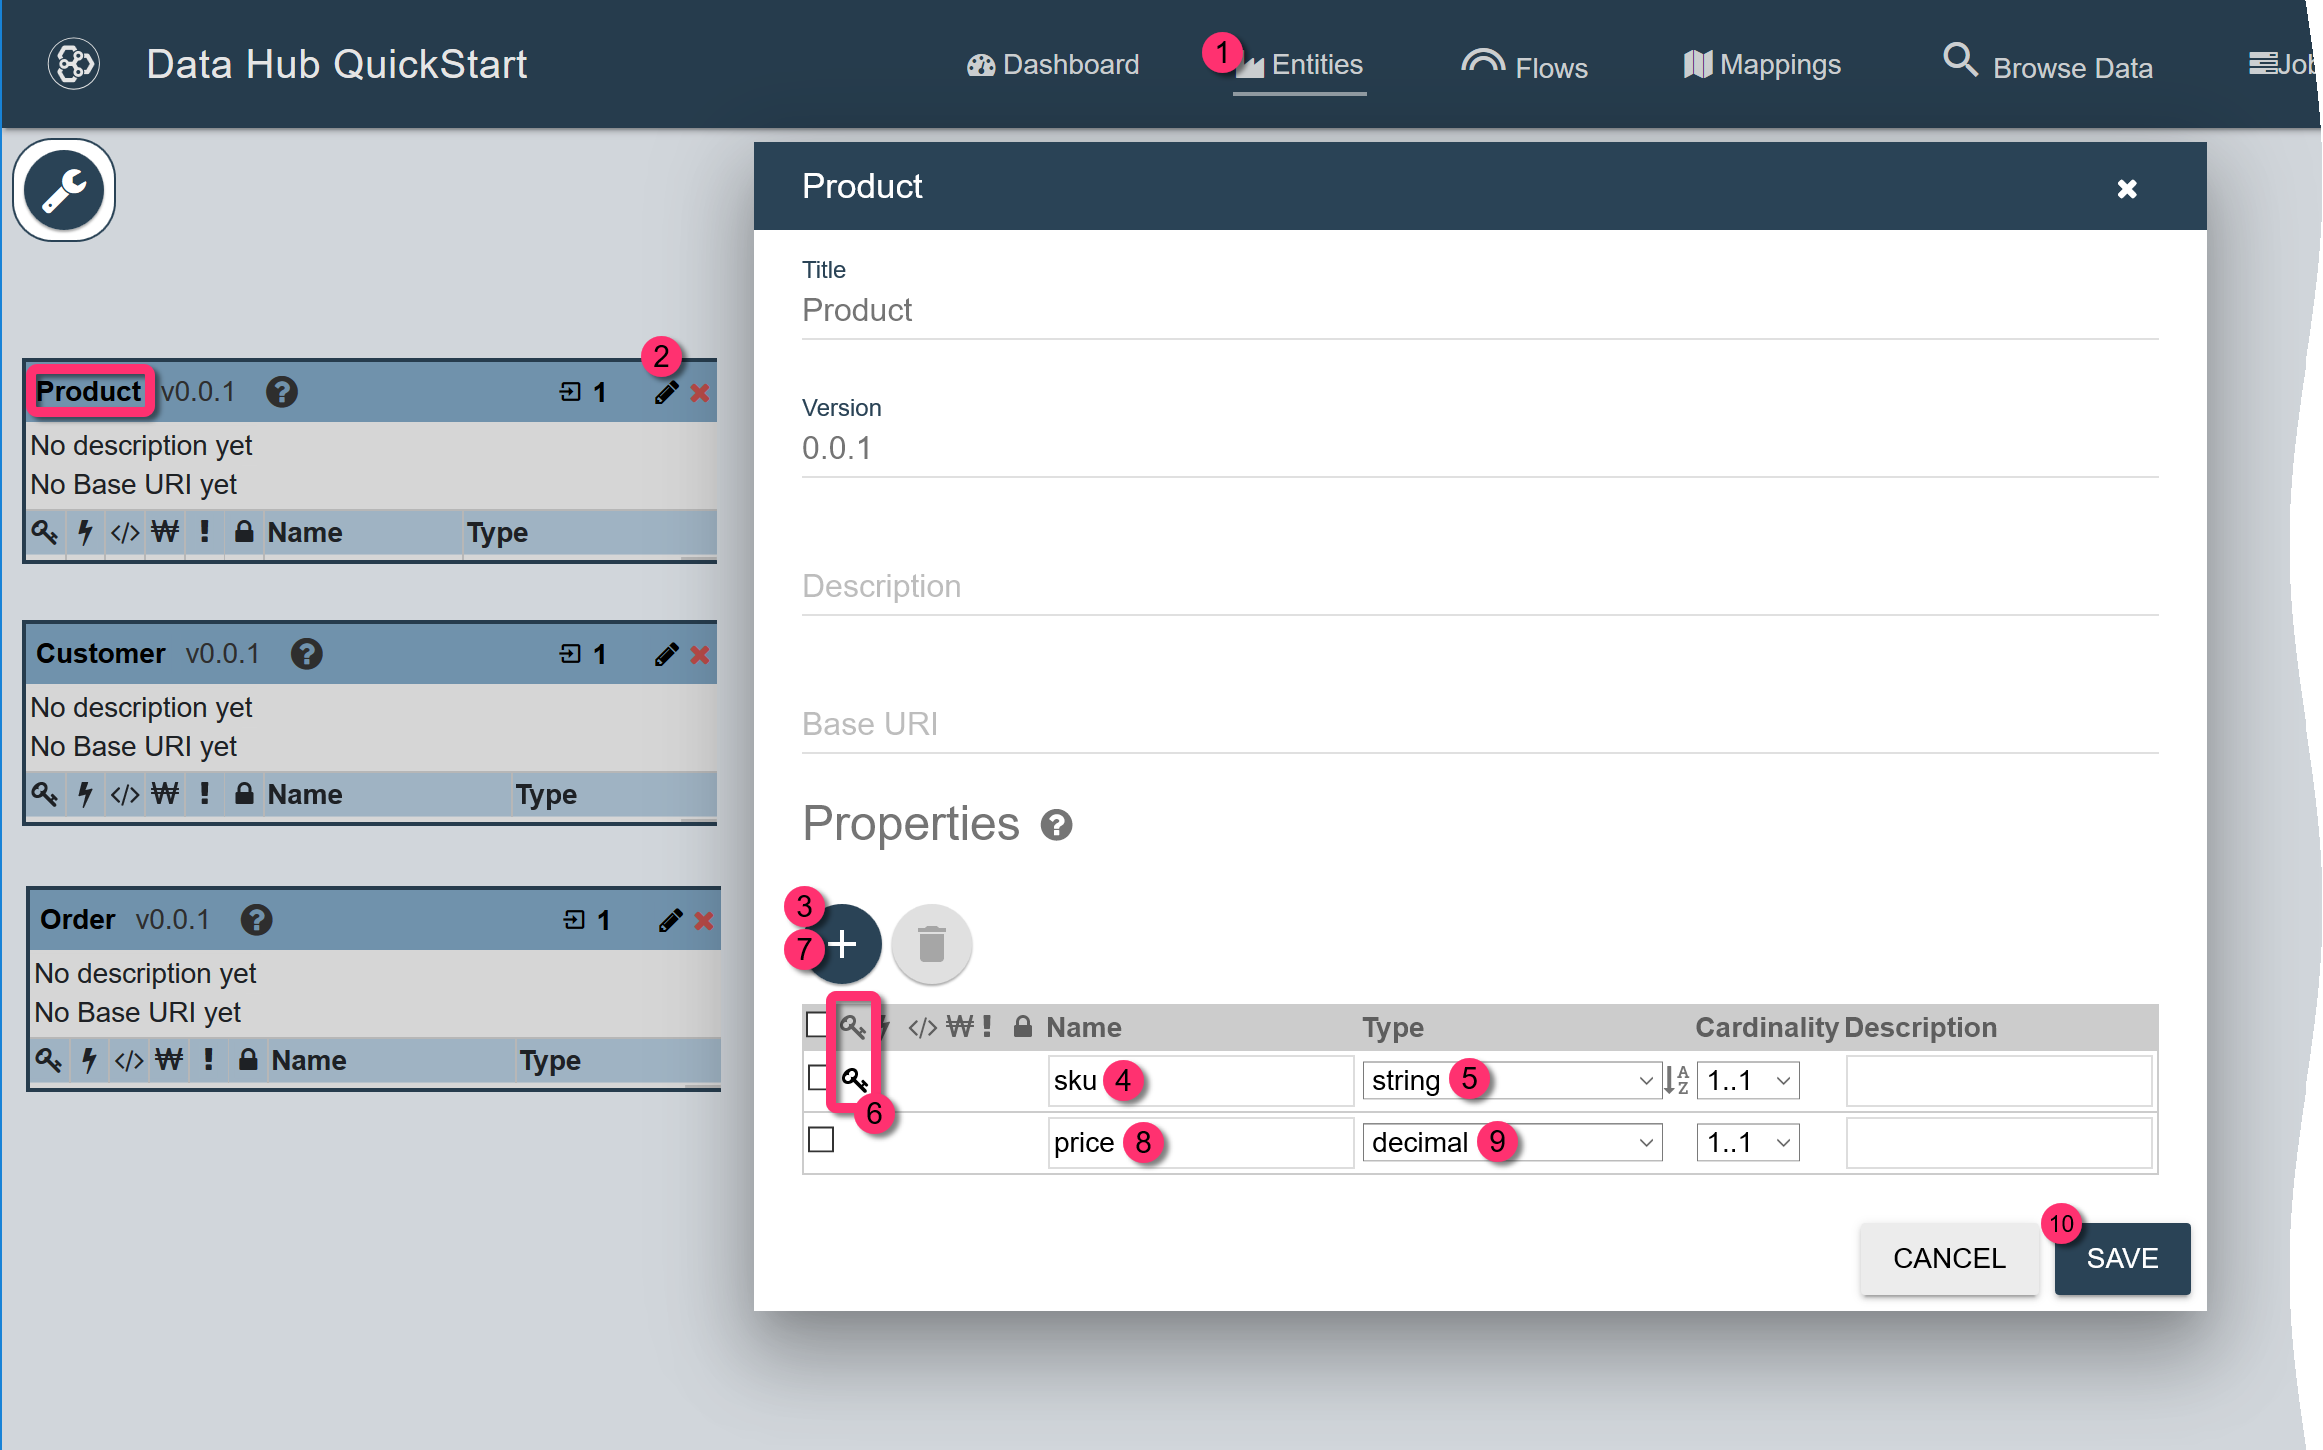 Data Hub QuickStart
Dashboard
1
Entities
Flows
Mappings
Browse Data
Product
Title
Product
Version
0.0.1
Description
Base URI
Properties ?
3
7
Name Type Cardinality Description
sku 4 string 5 A Z 1..1
6
price 8 decimal 9 1..1
10
CANCEL SAVE
2
Product v0.0.1 ? 1
No description yet
No Base URI yet
</> ₩ ! Name Type
Customer v0.0.1 ? 1
No description yet
No Base URI yet
</> ₩ ! Name Type
Order v0.0.1 ? 1
No description yet
No Base URI yet
</> ₩ ! Name Type